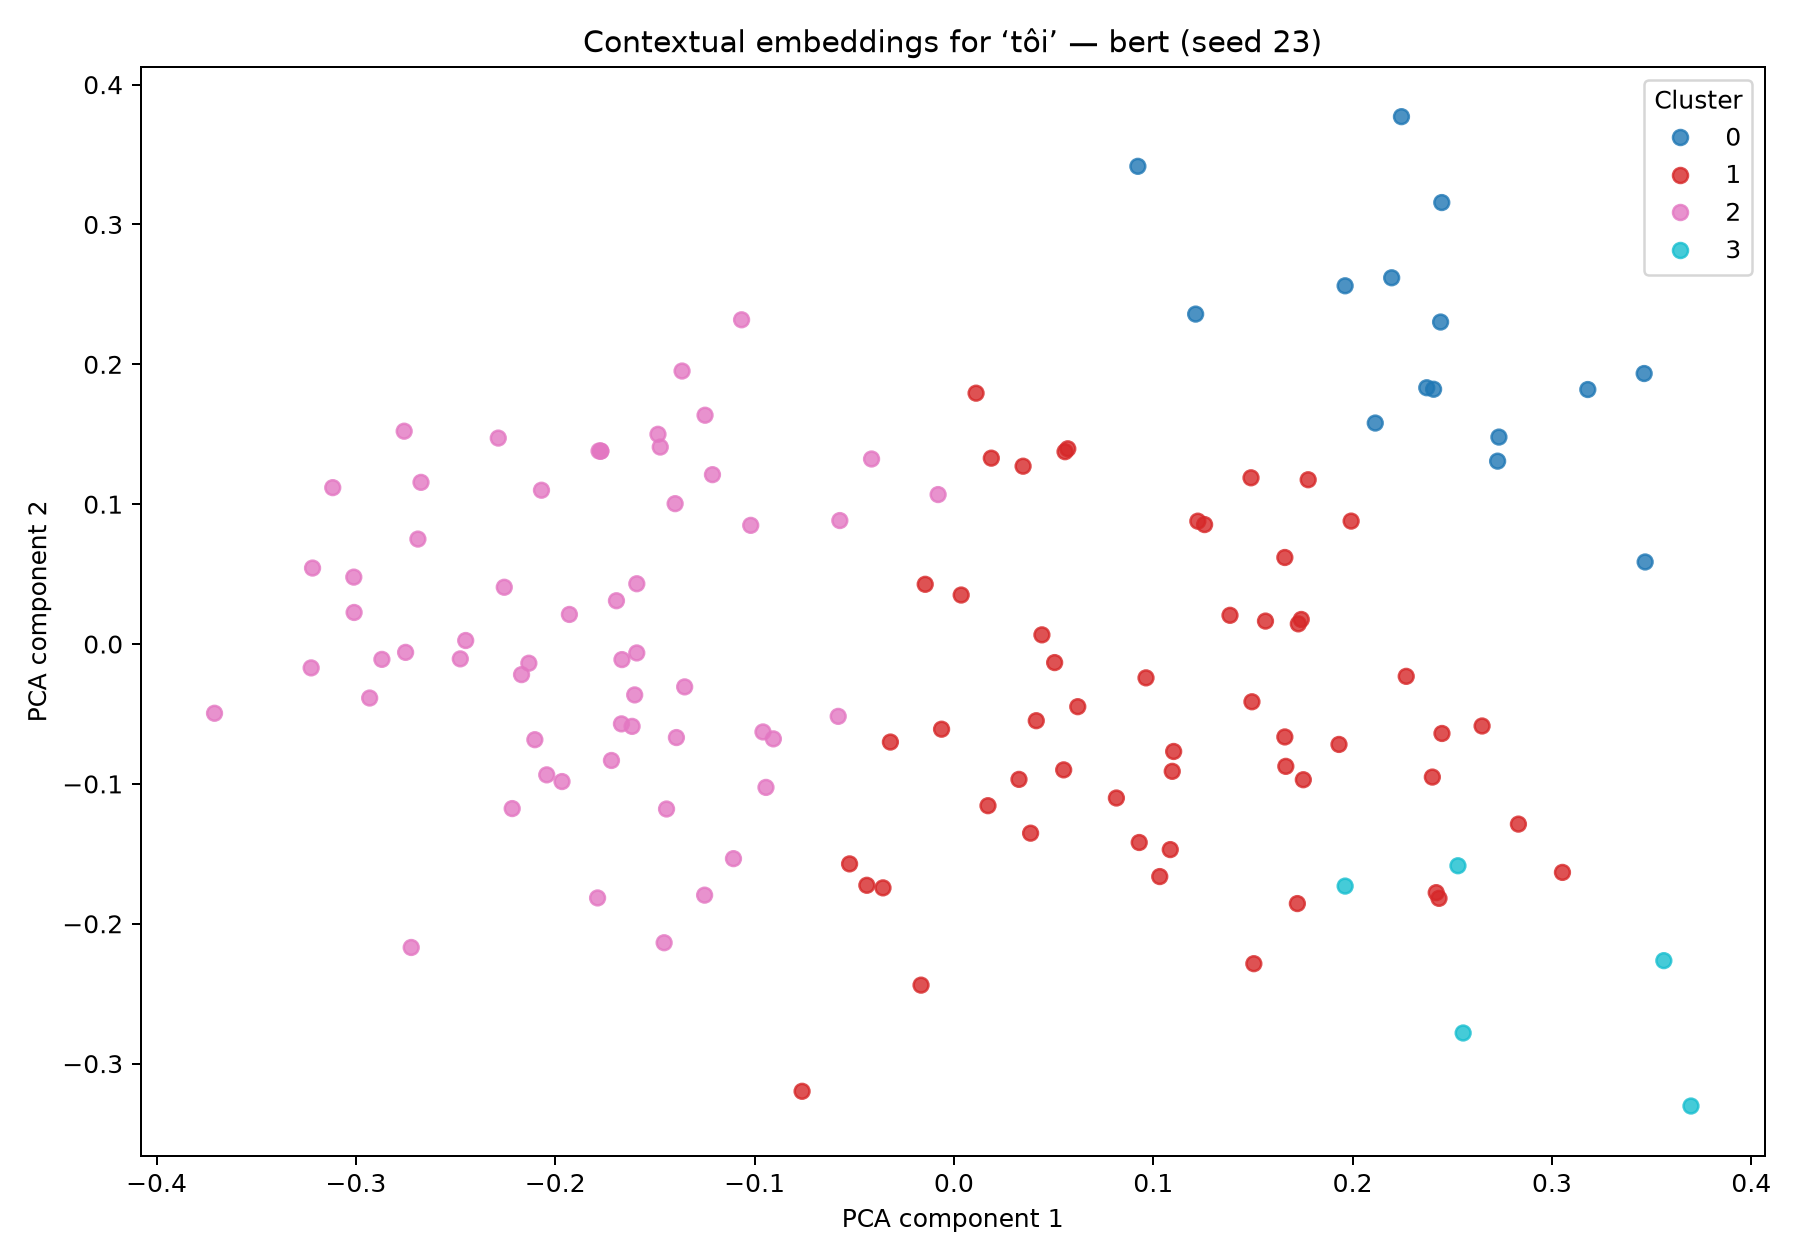 Contextual embeddings for ‘tôi’ — bert (seed 23)
Cluster
0
1
2
3
PCA component 2
0.4
0.3
0.2
0.1
0.0
−0.1
−0.2
−0.3
−0.4 −0.3 −0.2 −0.1 0.0 0.1 0.2 0.3 0.4
PCA component 1